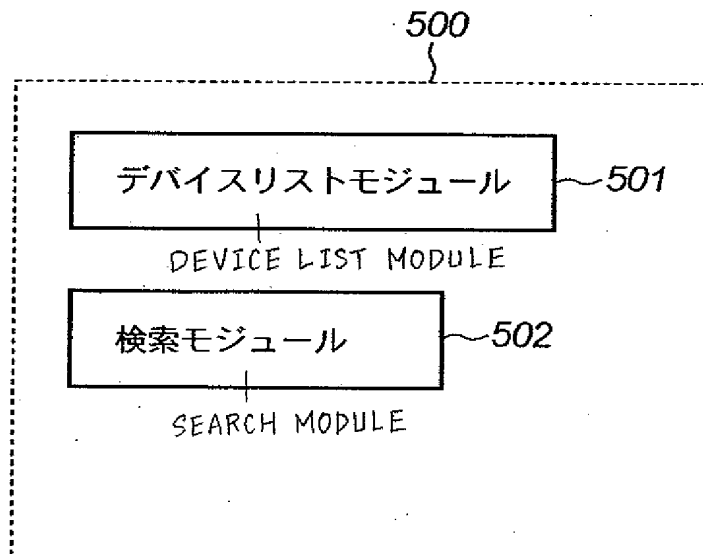 500
デバイスリストモジュール
501
DEVICE LIST MODULE
検索モジュール
502
SEARCH MODULE